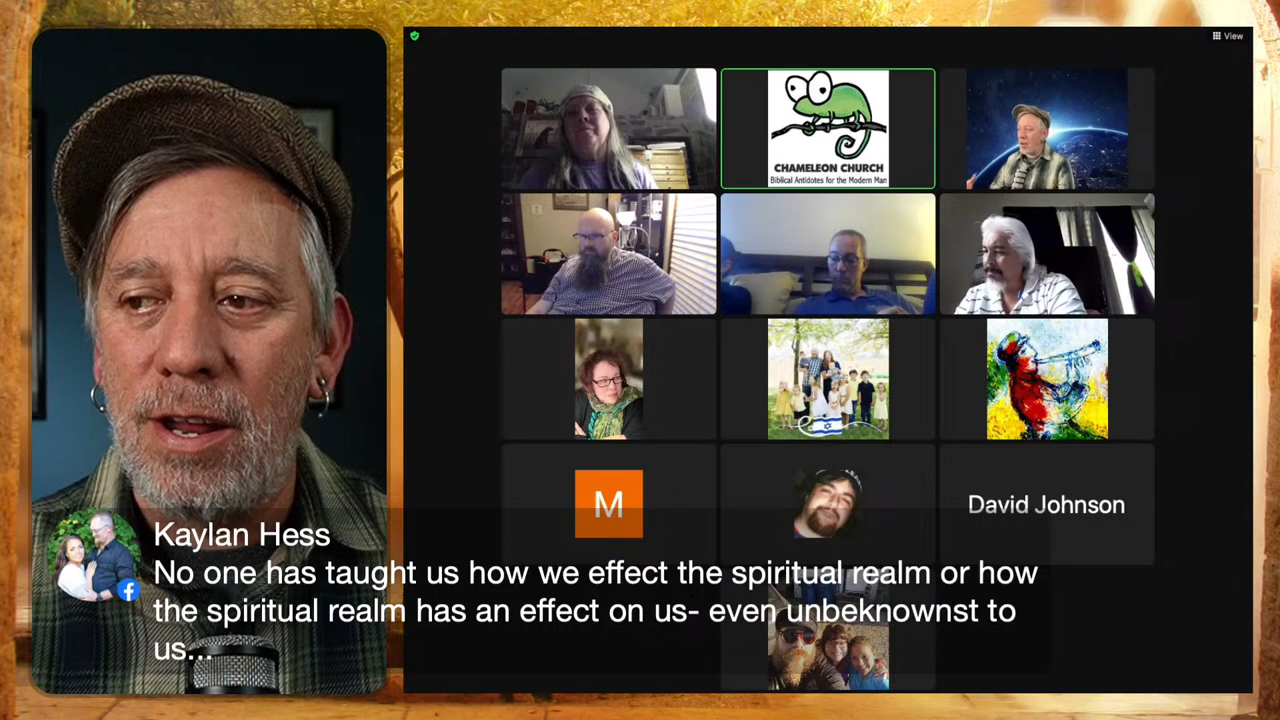 View
CHAMELEON CHURCH
Biblical Antidotes for the Modern Man
M
David Johnson
Kaylan Hess
No one has taught us how we effect the spiritual realm or how
the spiritual realm has an effect on us- even unbeknownst to
us...